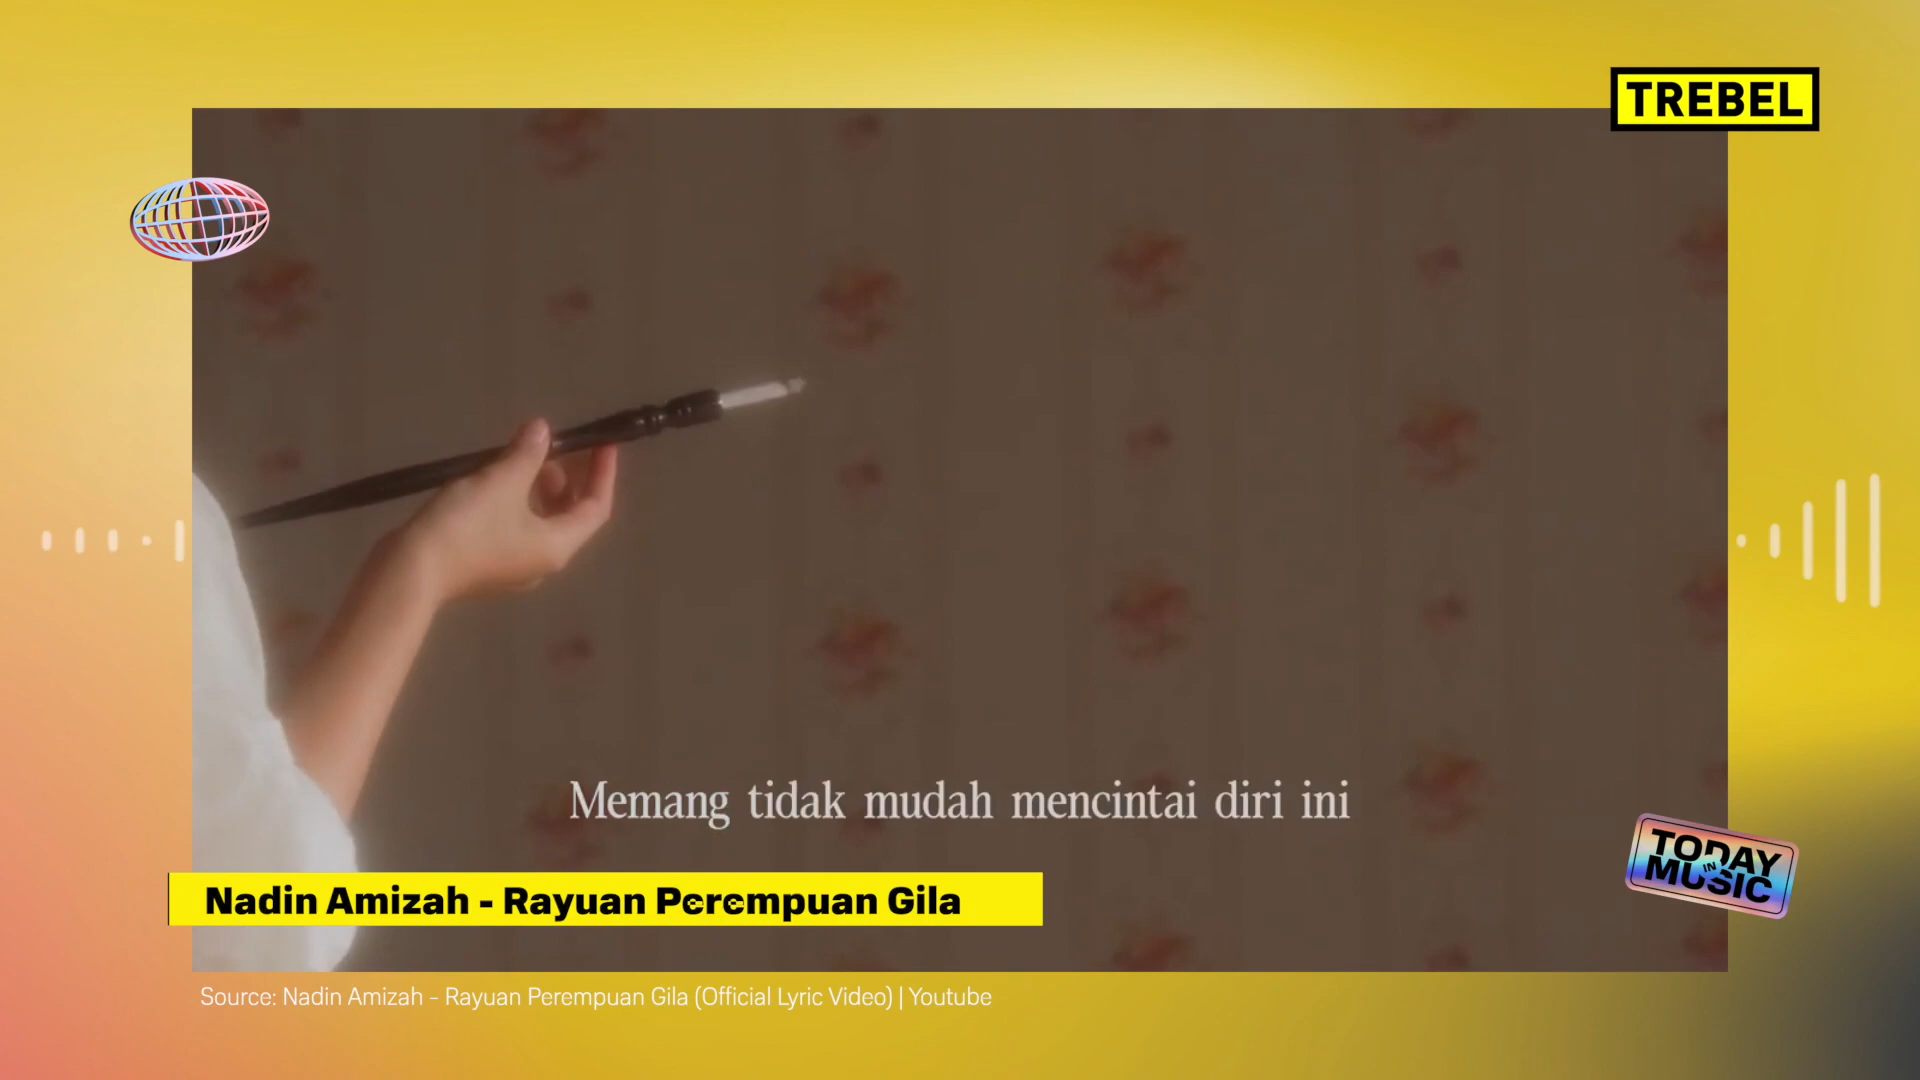 TREBEL
Memang tidak mudah mencintai diri ini
TODAY
IN
MUSIC
Nadin Amizah - Rayuan Perempuan Gila
Source: Nadin Amizah - Rayuan Perempuan Gila (Official Lyric Video) | Youtube